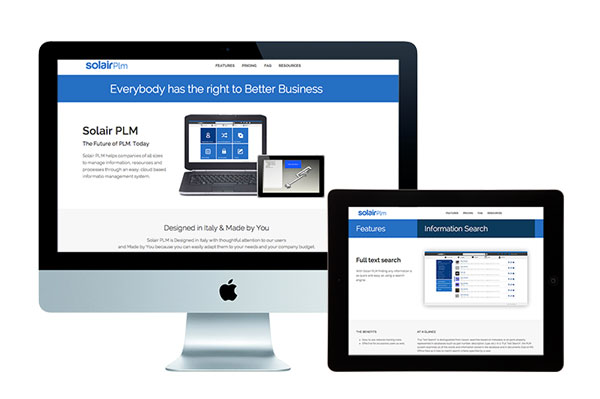 solairPlm
FEATURES PRICING FAQ RESOURCES
Everybody has the right to Better Business
Solair PLM
The Future of PLM. Today
Solair PLM helps companies of all sizes
to manage information, resources and
processes through an easy, cloud based
informatio management system.
Designed in Italy & Made by You
Solair PLM is Designed in Italy with thoughtful attention to our users
and Made by You because you can easily adapt them to your needs and your company budget.
solairPlm
FEATURES PRICING FAQ RESOURCES
Features Information Search
Full text search
With Solair PLM finding any information is
as quick and easy as using a search
engine.
THE BENEFITS AT A GLANCE